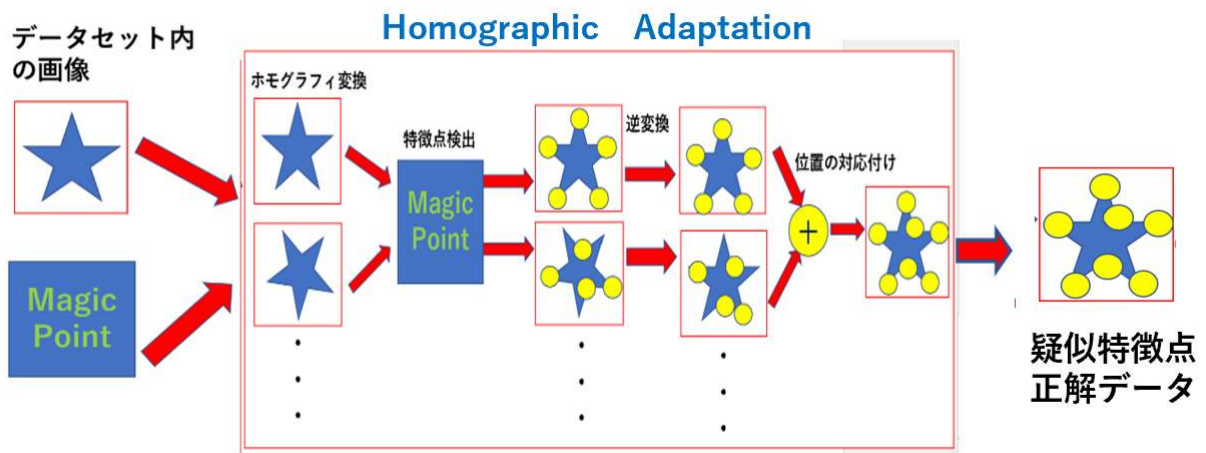 Homographic Adaptation
データセット内
の画像
ホモグラフィ変換
特徴点検出
逆変換
位置の対応付け
Magic
Point
Magic
Point
+
疑似特徴点
正解データ